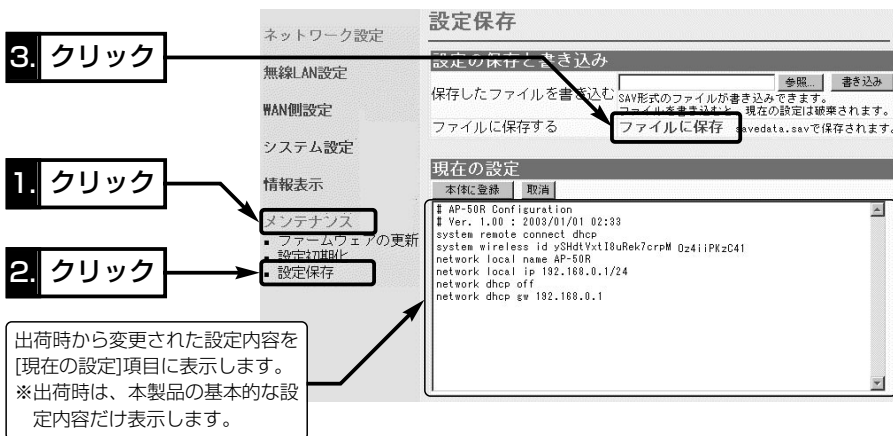 3. クリック
1. クリック
2. クリック
出荷時から変更された設定内容を
[現在の設定]項目に表示します。
※出荷時は、本製品の基本的な設
定内容だけ表示します。
ネットワーク設定
無線LAN設定
WAN側設定
システム設定
情報表示
メンテナンス
▪ ファームウェアの更新
▪ 設定初期化
▪ 設定保存
設定保存
設定の保存と書き込み
保存したファイルを書き込む
参照... 書き込み
SAV形式のファイルが書き込みできます。
ファイルを書き込むと、現在の設定は破棄されます。
ファイルに保存する ファイルに保存 savedata.savで保存されます。
現在の設定
本体に登録 取消
# AP-50R Configuration
# Ver. 1.00 : 2003/01/01 02:33
system remote connect dhcp
system wireless id ySHdtVxtI8uRek7crpM 0z4iiPKzC41
network local name AP-50R
network local ip 192.168.0.1/24
network dhcp off
network dhcp gw 192.168.0.1